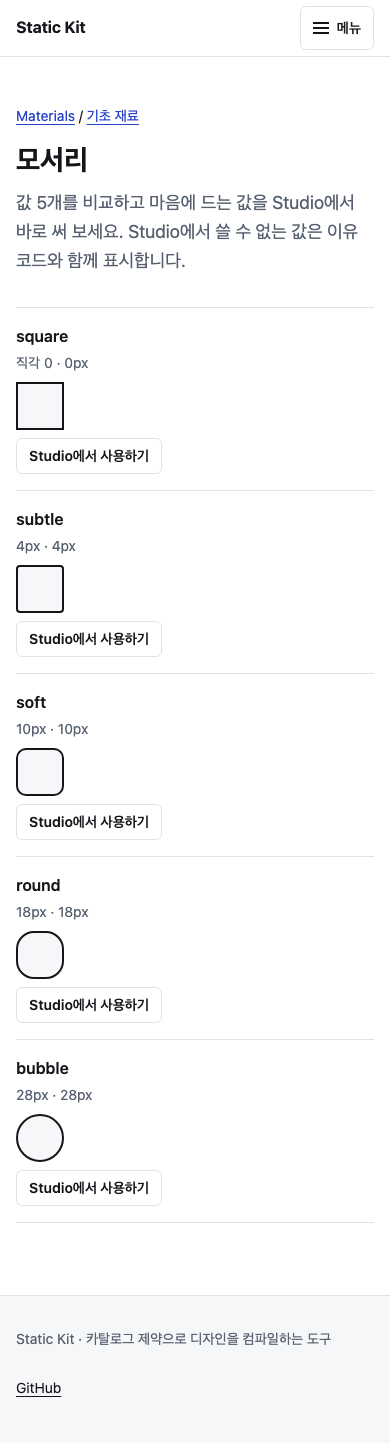 Static Kit
메뉴
Materials / 기초 재료
모서리
값 5개를 비교하고 마음에 드는 값을 Studio에서
바로 써 보세요. Studio에서 쓸 수 없는 값은 이유
코드와 함께 표시합니다.
square
직각 0 · 0px
Studio에서 사용하기
subtle
4px · 4px
Studio에서 사용하기
soft
10px · 10px
Studio에서 사용하기
round
18px · 18px
Studio에서 사용하기
bubble
28px · 28px
Studio에서 사용하기
Static Kit · 카탈로그 제약으로 디자인을 컴파일하는 도구
GitHub